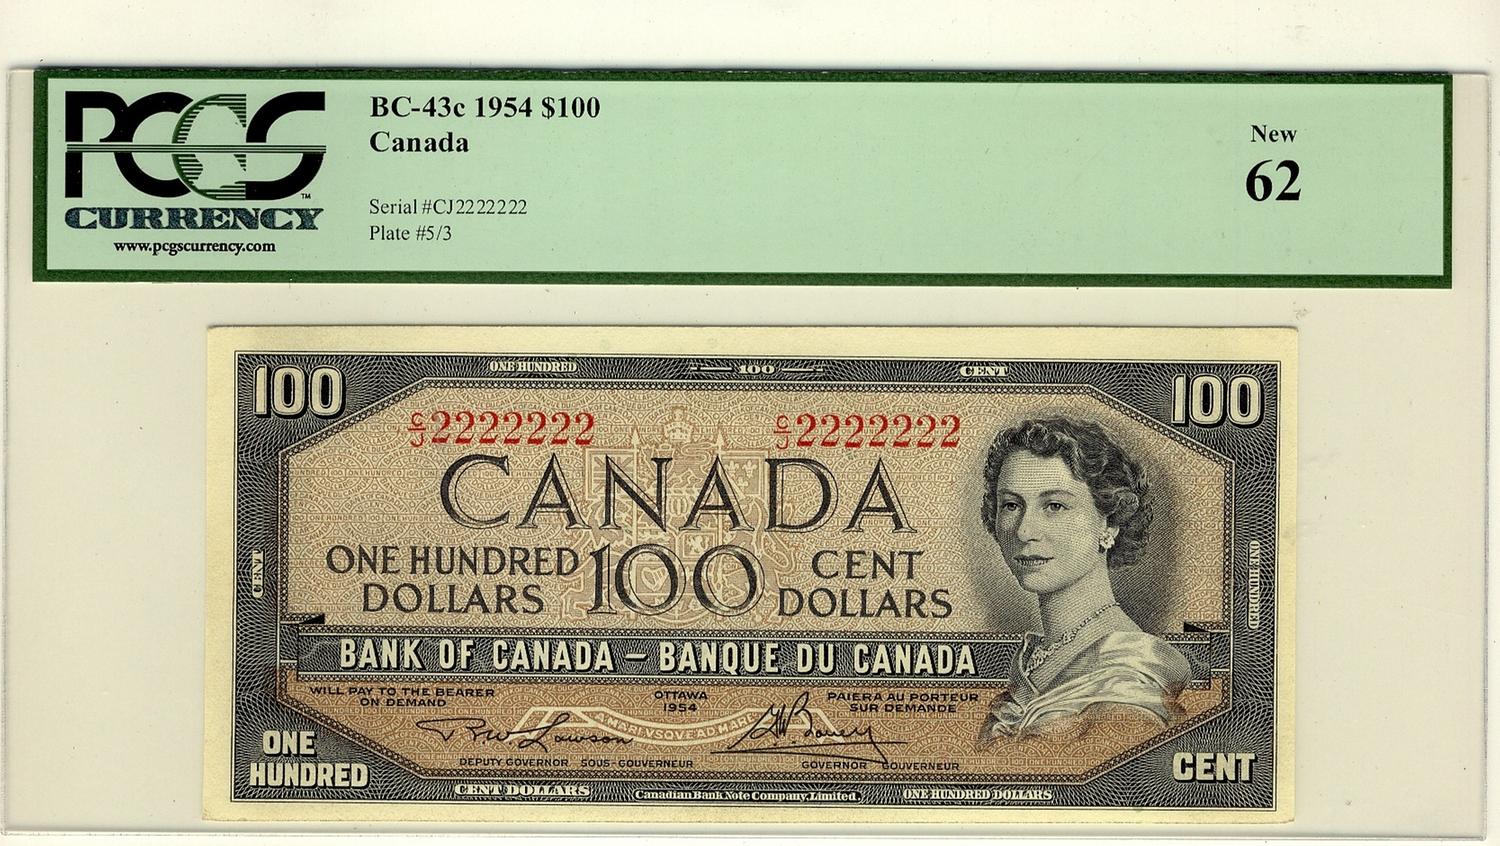 PCGS
CURRENCY
www.pcgscurrency.com
BC-43c 1954 $100
Canada
Serial #CJ2222222
Plate #5/3
New
62
ONE HUNDRED 100 CENT
100 100
C/J 2222222 C/J 2222222
CANADA
ONE HUNDRED DOLLARS 100 CENT DOLLARS
CENT
ONE HUNDRED
BANK OF CANADA – BANQUE DU CANADA
WILL PAY TO THE BEARER
ON DEMAND
OTTAWA
1954
PAIERA AU PORTEUR
SUR DEMANDE
A MARI VSQVE AD MARE
R.W. Lawson
DEPUTY GOVERNOR SOUS-GOUVERNEUR
GOVERNOR GOUVERNEUR
ONE
HUNDRED
CENT
CENT DOLLARS
Canadian Bank Note Company, Limited.
ONE HUNDRED DOLLARS